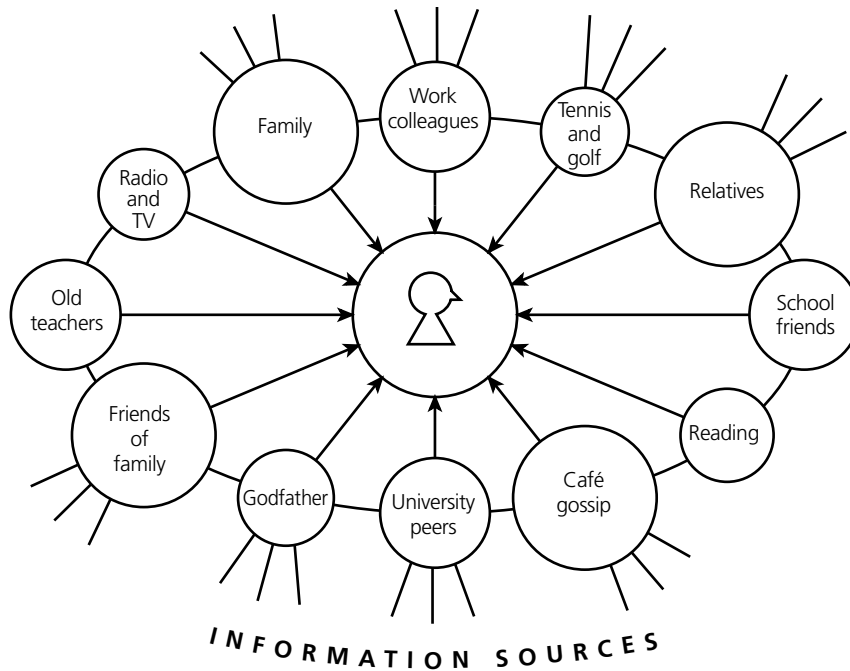 Family
Work
colleagues
Tennis
and
golf
Radio
and
TV
Relatives
Old
teachers
School
friends
Friends
of
family
Reading
Godfather
University
peers
Café
gossip
INFORMATION SOURCES